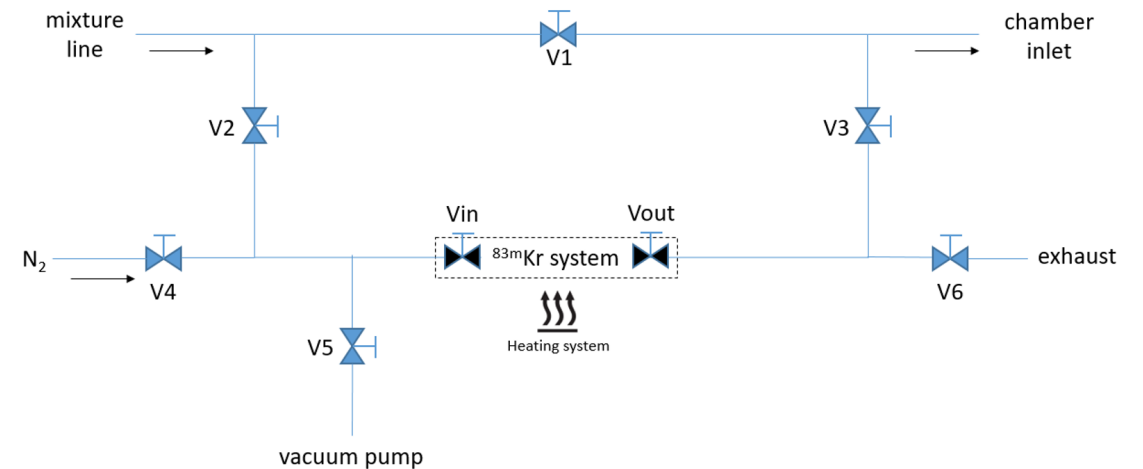 mixture
line
V1
chamber
inlet
V2
V3
Vin
Vout
N₂
⁸³ᵐKr system
exhaust
V4
V6
Heating system
V5
vacuum pump